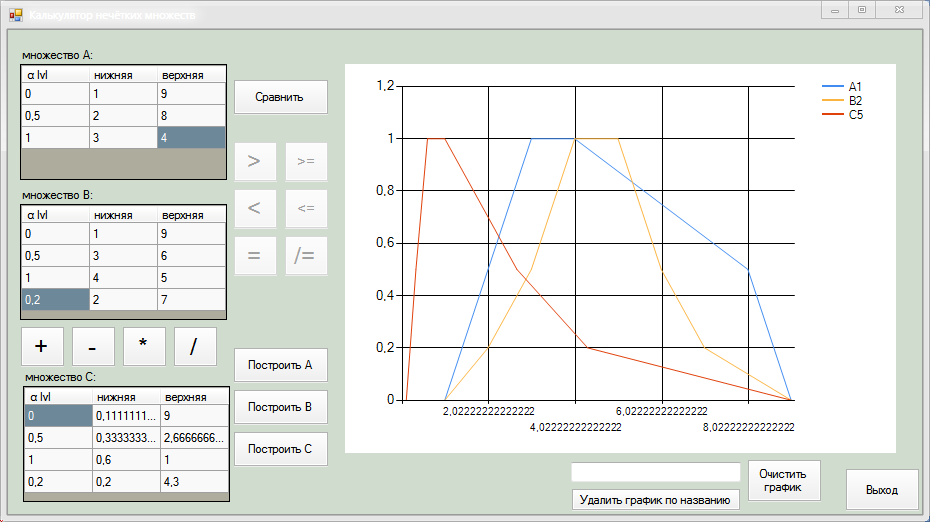 Калькулятор нечётких множеств
множество A:
α lvl нижняя верхняя
0 1 9
0,5 2 8
1 3 4
множество B:
α lvl нижняя верхняя
0 1 9
0,5 3 6
1 4 5
0,2 2 7
+ - * /
множество C:
α lvl нижняя верхняя
0 0,1111111... 9
0,5 0,3333333... 2,6666666...
1 0,6 1
0,2 0,2 4,3
Сравнить
> >=
< <=
= /=
Построить A
Построить B
Построить C
1,2
1
0,8
0,6
0,4
0,2
0
2,02222222222222 6,02222222222222
4,02222222222222 8,02222222222222
A1
B2
C5
Удалить график по названию
Очистить
график
Выход